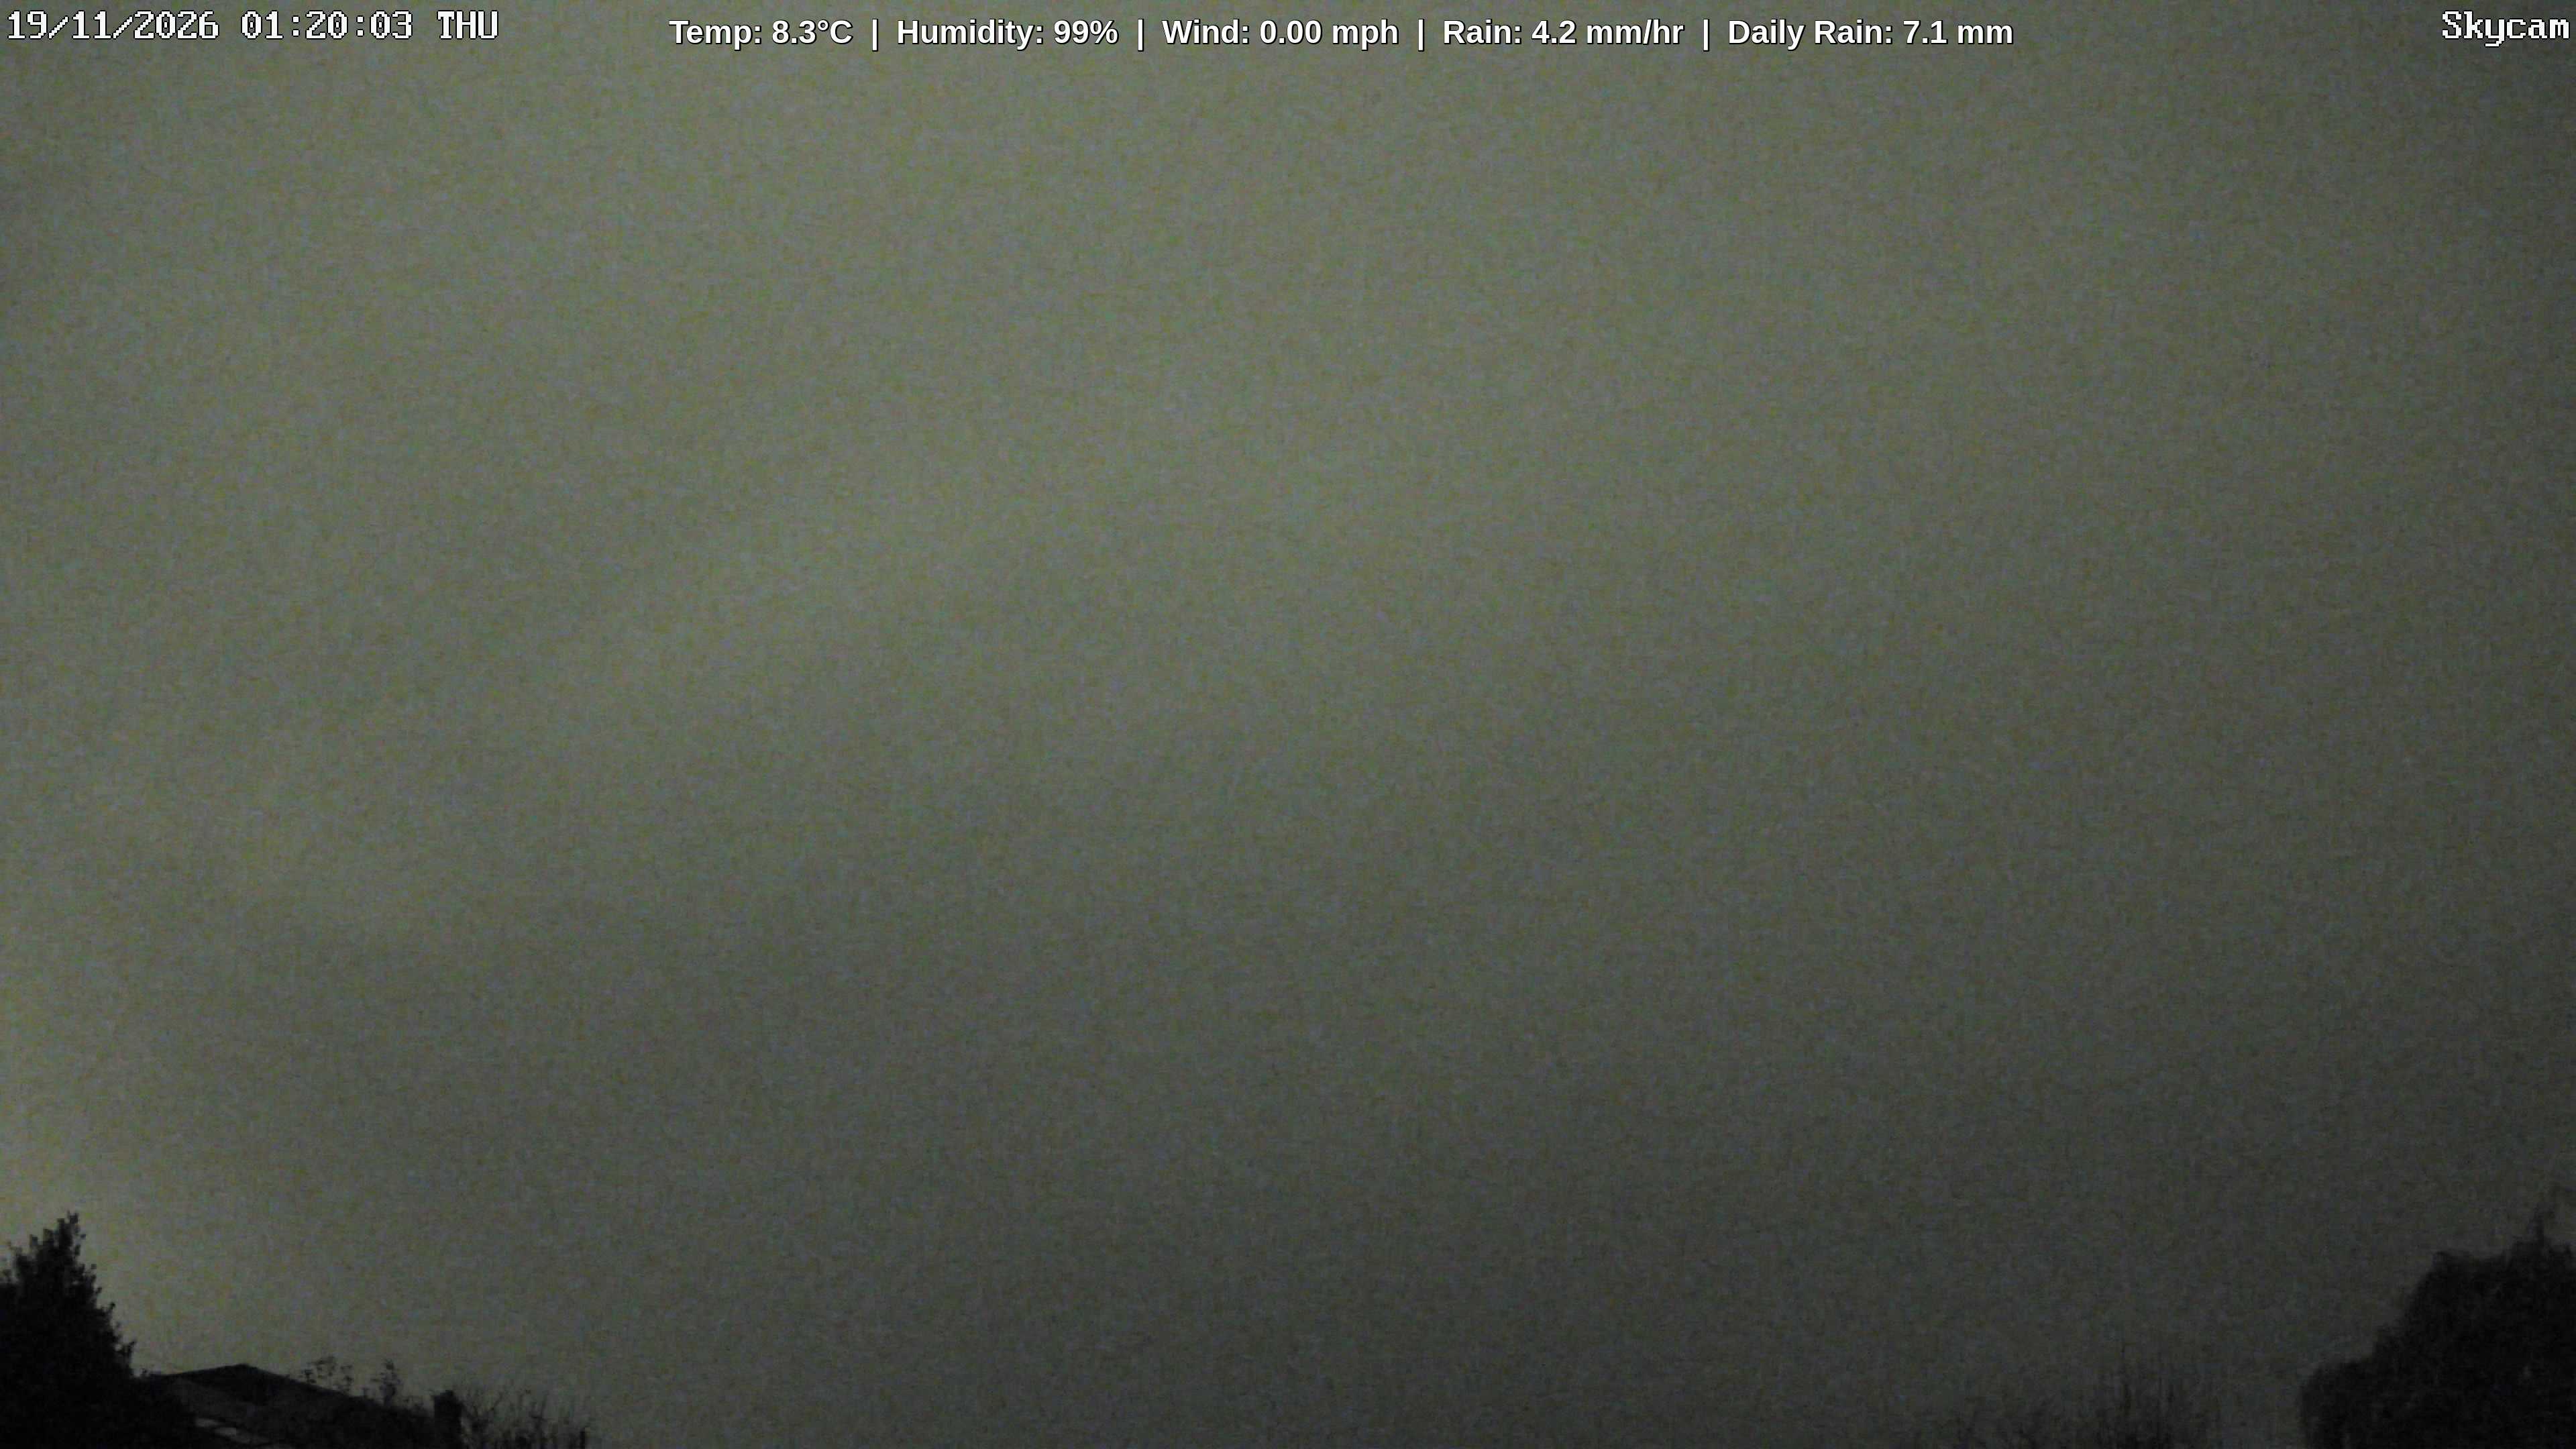 19/11/2026 01:20:03 THU
Temp: 8.3°C | Humidity: 99% | Wind: 0.00 mph | Rain: 4.2 mm/hr | Daily Rain: 7.1 mm
Skycam